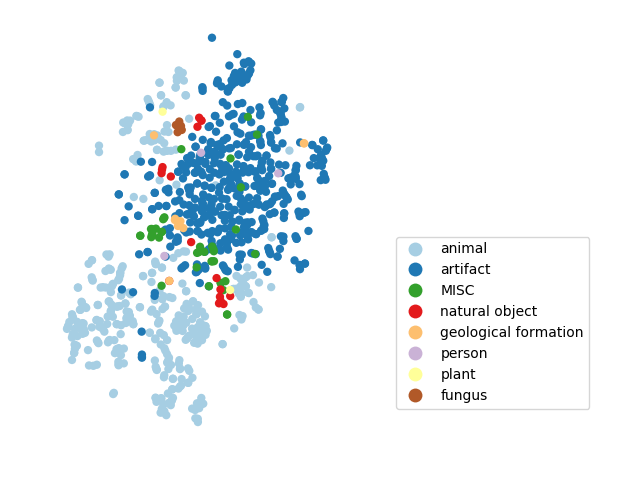 animal
artifact
MISC
natural object
geological formation
person
plant
fungus